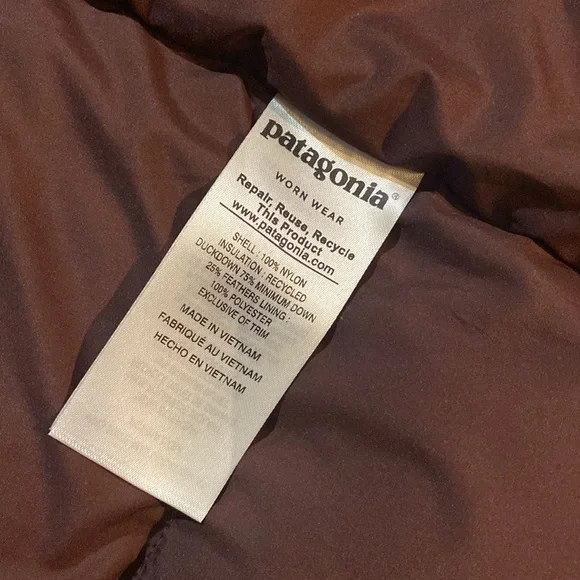 patagonia®
WORN WEAR
Repair, Reuse, Recycle
This Product
www.patagonia.com
SHELL : 100% NYLON
INSULATION : RECYCLED
DUCKDOWN 75% MINIMUM DOWN
25% FEATHERS LINING :
100% POLYESTER
EXCLUSIVE OF TRIM
MADE IN VIETNAM
FABRIQUÉ AU VIETNAM
HECHO EN VIETNAM